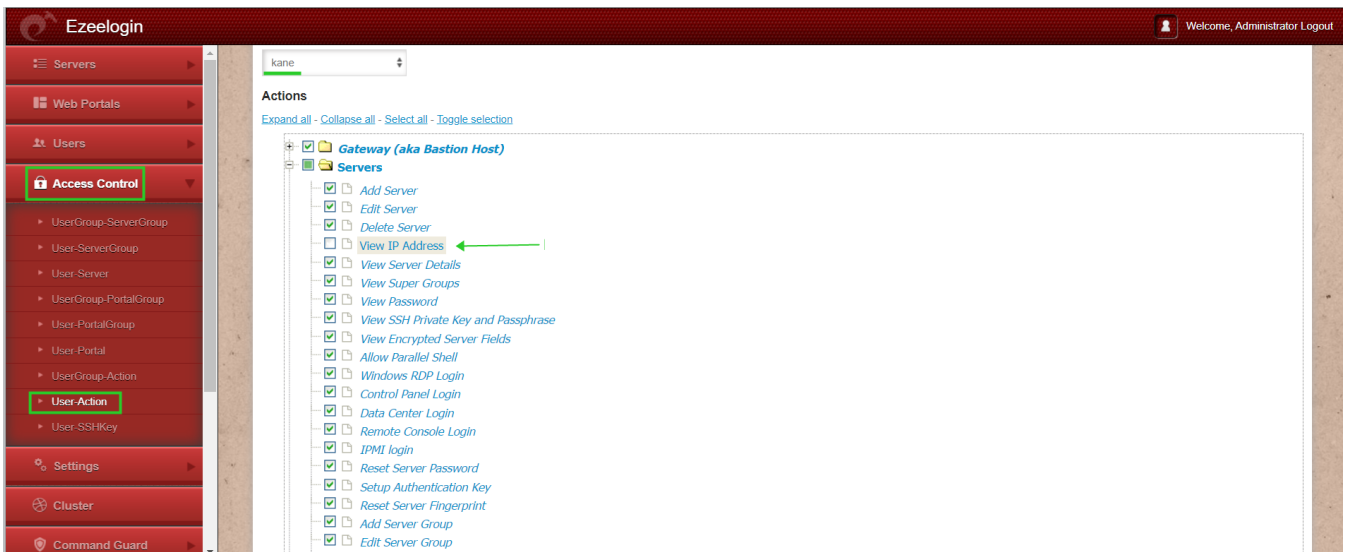 Ezeelogin
Welcome, Administrator Logout
Servers
Web Portals
Users
Access Control
UserGroup-ServerGroup
User-ServerGroup
User-Server
UserGroup-PortalGroup
User-PortalGroup
User-Portal
UserGroup-Action
User-Action
User-SSHKey
Settings
Cluster
Command Guard
kane
Actions
Expand all - Collapse all - Select all - Toggle selection
Gateway (aka Bastion Host)
Servers
Add Server
Edit Server
Delete Server
View IP Address
View Server Details
View Super Groups
View Password
View SSH Private Key and Passphrase
View Encrypted Server Fields
Allow Parallel Shell
Windows RDP Login
Control Panel Login
Data Center Login
Remote Console Login
IPMI login
Reset Server Password
Setup Authentication Key
Reset Server Fingerprint
Add Server Group
Edit Server Group